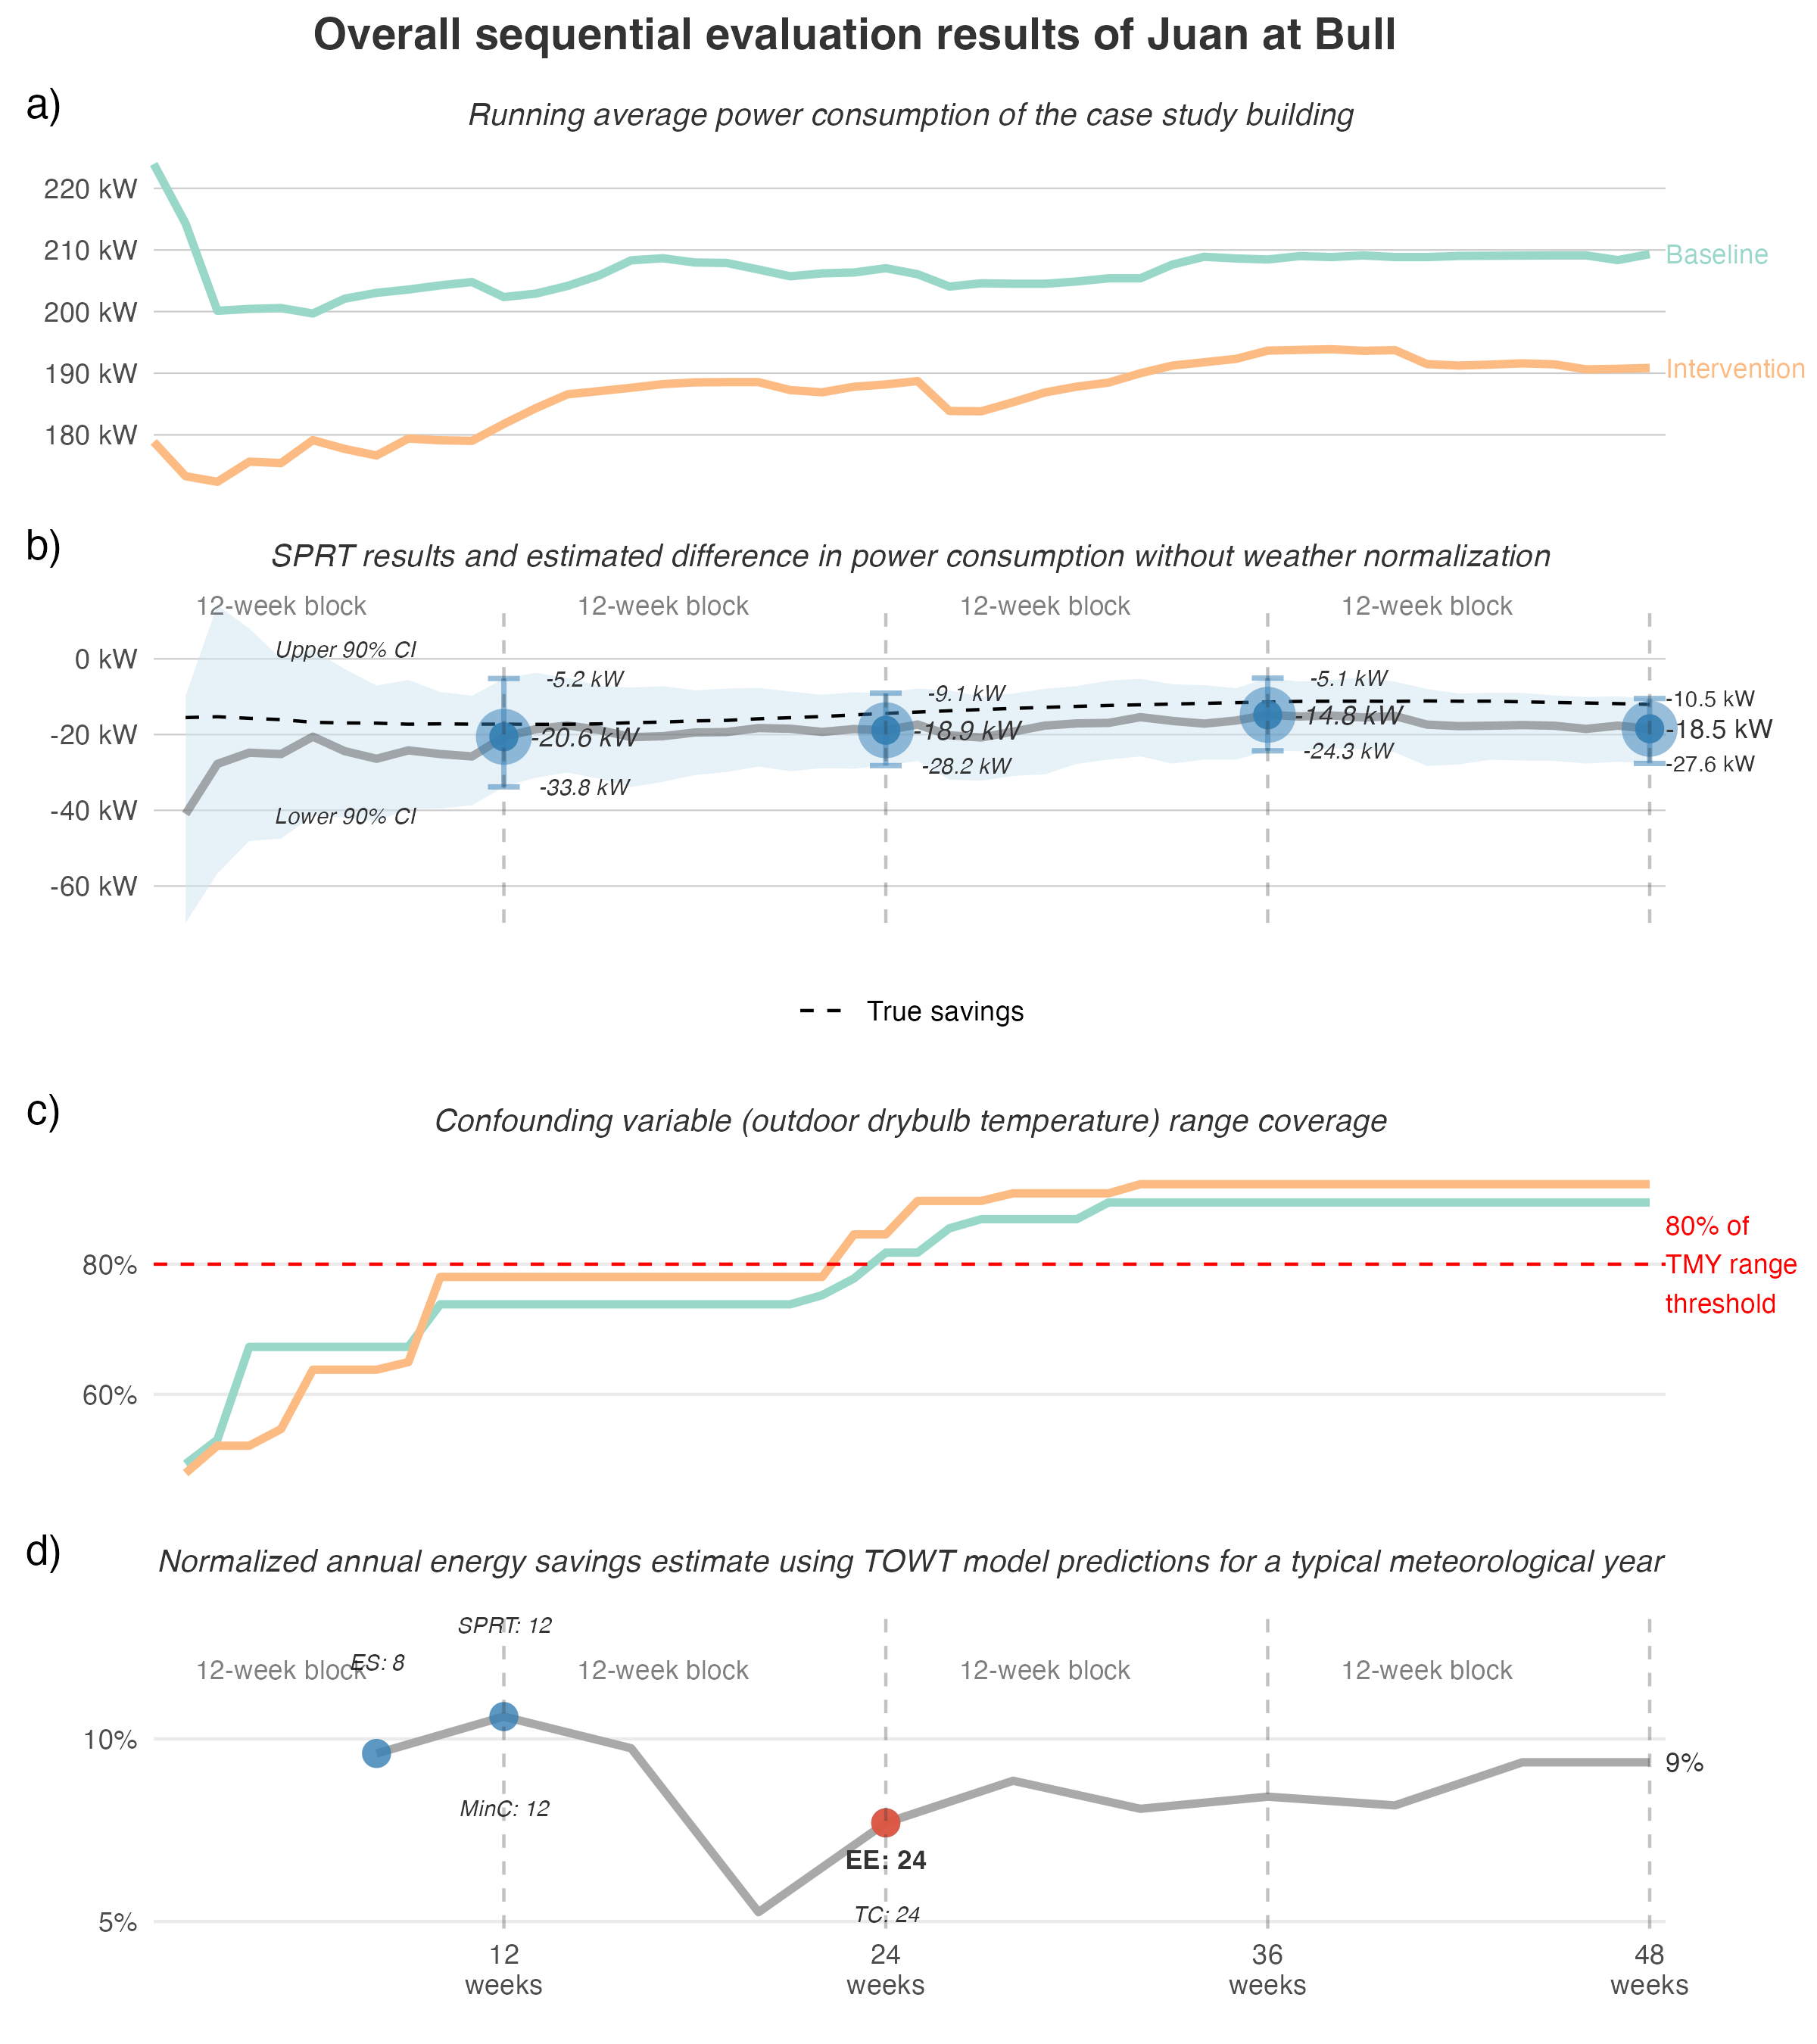 Overall sequential evaluation results of Juan at Bull
a)
Running average power consumption of the case study building
220 kW
210 kW
200 kW
190 kW
180 kW
Baseline
Intervention
b)
SPRT results and estimated difference in power consumption without weather normalization
12-week block
12-week block
12-week block
12-week block
0 kW
-20 kW
-40 kW
-60 kW
Upper 90% CI
Lower 90% CI
-5.2 kW
-20.6 kW
-33.8 kW
-9.1 kW
-18.9 kW
-28.2 kW
-5.1 kW
-14.8 kW
-24.3 kW
-10.5 kW
-18.5 kW
-27.6 kW
True savings
c)
Confounding variable (outdoor drybulb temperature) range coverage
80%
60%
80% of
TMY range
threshold
d)
Normalized annual energy savings estimate using TOWT model predictions for a typical meteorological year
SPRT: 12
12-week block
ES: 8
12-week block
12-week block
12-week block
10%
5%
9%
MinC: 12
EE: 24
TC: 24
12
weeks
24
weeks
36
weeks
48
weeks